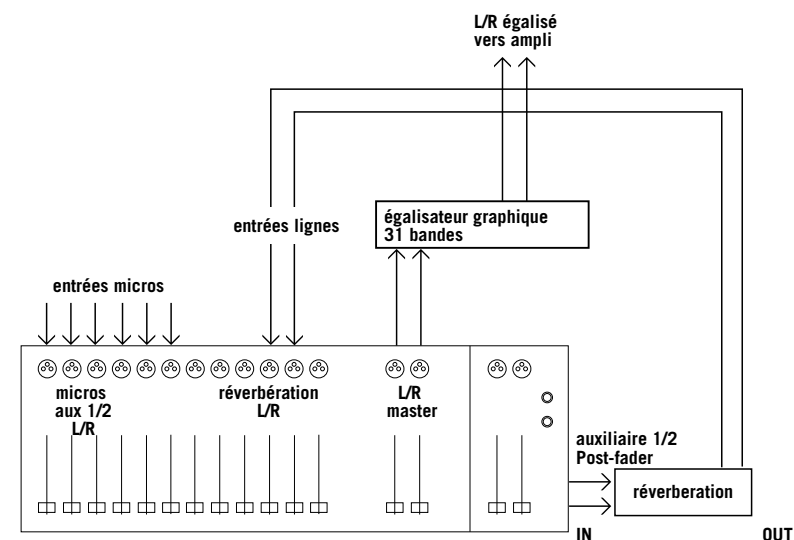 L/R égalisé
vers ampli
entrées lignes
égalisateur graphique
31 bandes
entrées micros
micros
aux 1/2
L/R
réverbération
L/R
L/R
master
auxiliaire 1/2
Post-fader
réverberation
IN
OUT